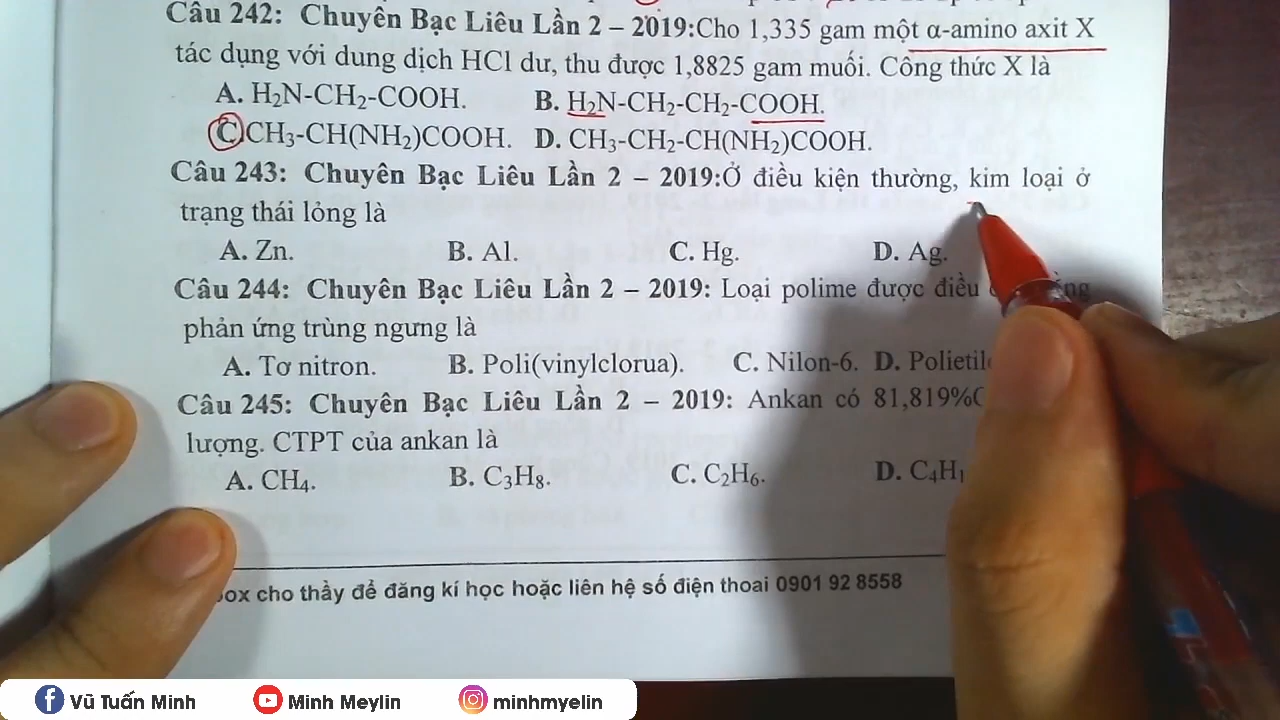 Câu 242: Chuyên Bạc Liêu Lần 2 – 2019:Cho 1,335 gam một α-amino axit X
tác dụng với dung dịch HCl dư, thu được 1,8825 gam muối. Công thức X là
A. H₂N-CH₂-COOH. B. H₂N-CH₂-CH₂-COOH.
C CH₃-CH(NH₂)COOH. D. CH₃-CH₂-CH(NH₂)COOH.
Câu 243: Chuyên Bạc Liêu Lần 2 – 2019:Ở điều kiện thường, kim loại ở
trạng thái lỏng là
A. Zn. B. Al. C. Hg. D. Ag.
Câu 244: Chuyên Bạc Liêu Lần 2 – 2019: Loại polime được điều
phản ứng trùng ngưng là
A. Tơ nitron. B. Poli(vinylclorua). C. Nilon-6. D.
Câu 245: Chuyên Bạc Liêu Lần 2 – 2019: Ankan có 81,819%
lượng. CTPT của ankan là
A. CH₄. B. C₃H₈. C. C₂H₆. D.
cho thầy để đăng kí học hoặc liên hệ số điện thoai 0901 92 8558
Vũ Tuấn Minh Minh Meylin minhmyelin